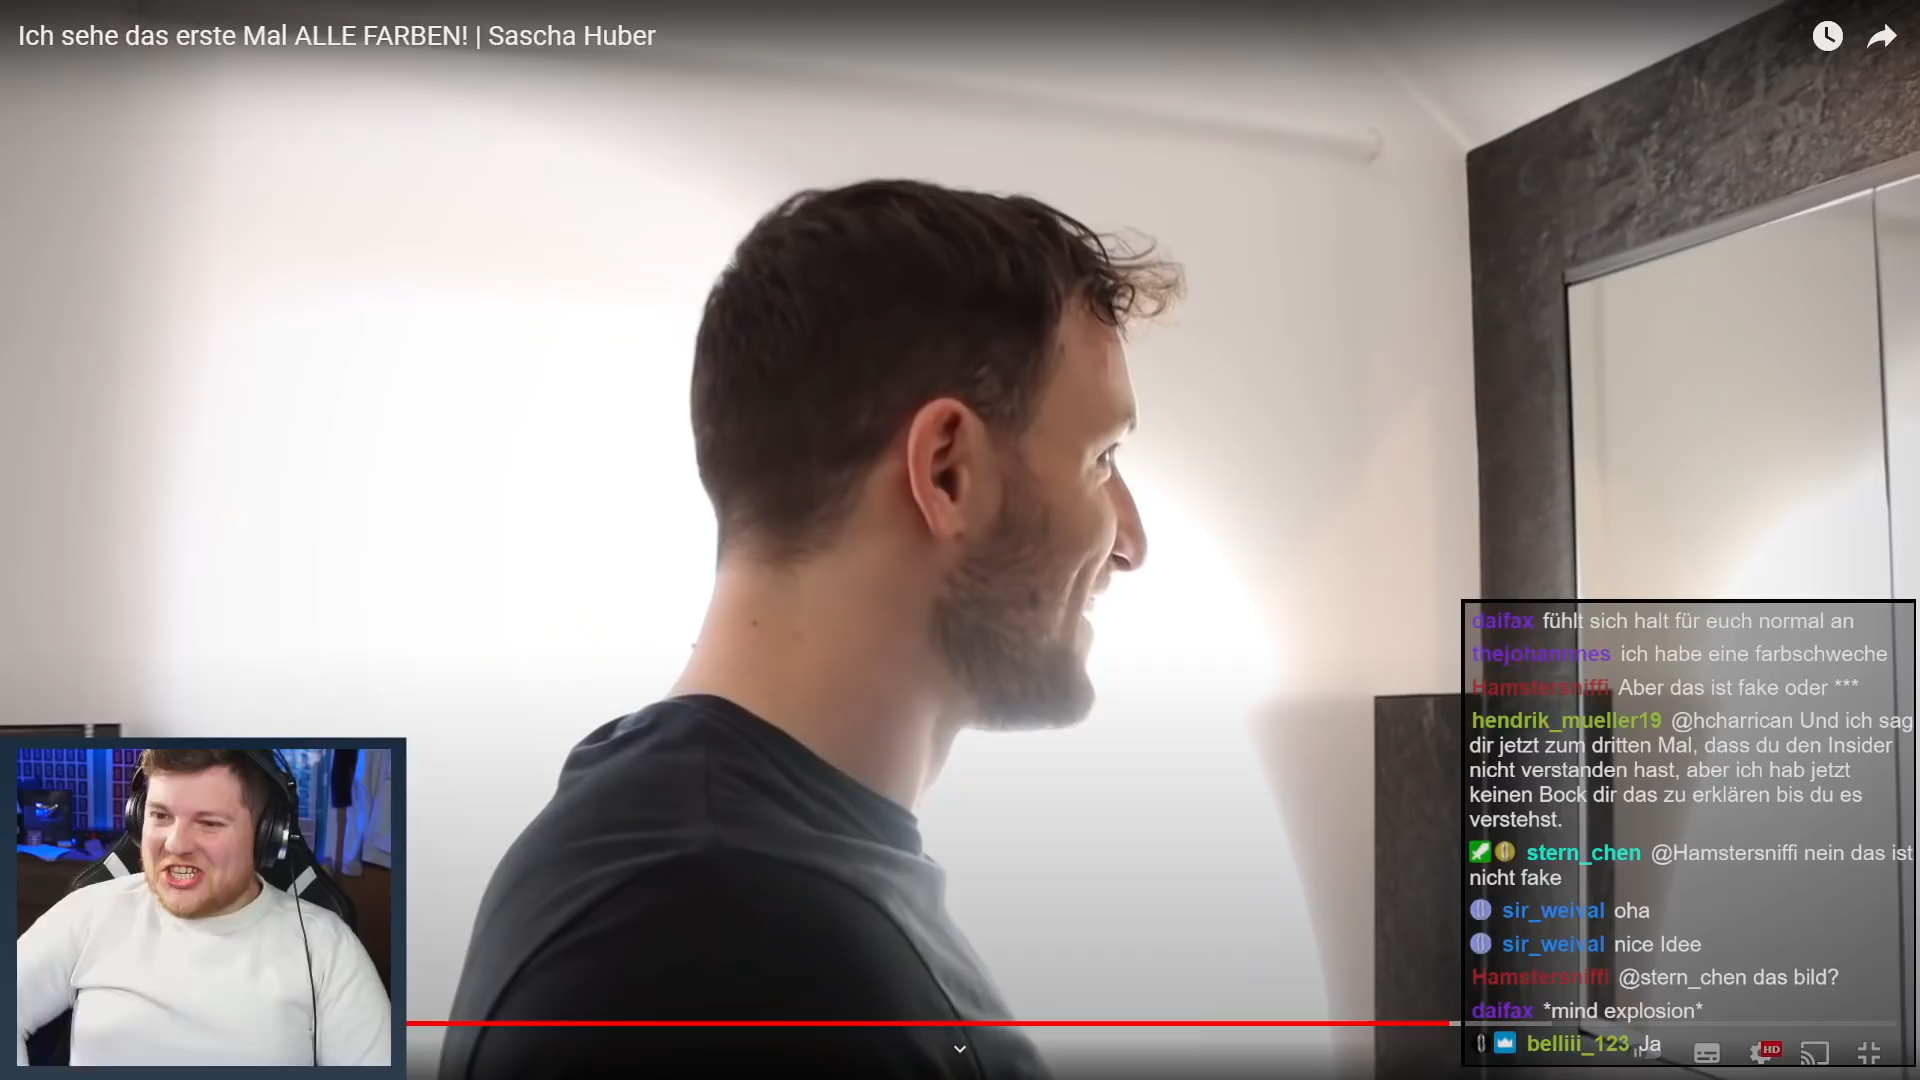 Ich sehe das erste Mal ALLE FARBEN! | Sascha Huber
daifax fühlt sich halt für euch normal an
thejohannnes ich habe eine farbschweche
Hamstersniffi Aber das ist fake oder ***
hendrik_mueller19 @hcharrican Und ich sag
dir jetzt zum dritten Mal, dass du den Insider
nicht verstanden hast, aber ich hab jetzt
keinen Bock dir das zu erklären bis du es
verstehst.
stern_chen @Hamstersniffi nein das ist
nicht fake
sir_weival oha
sir_weival nice Idee
Hamstersniffi @stern_chen das bild?
daifax *mind explosion*
belliii_123 Ja
HD